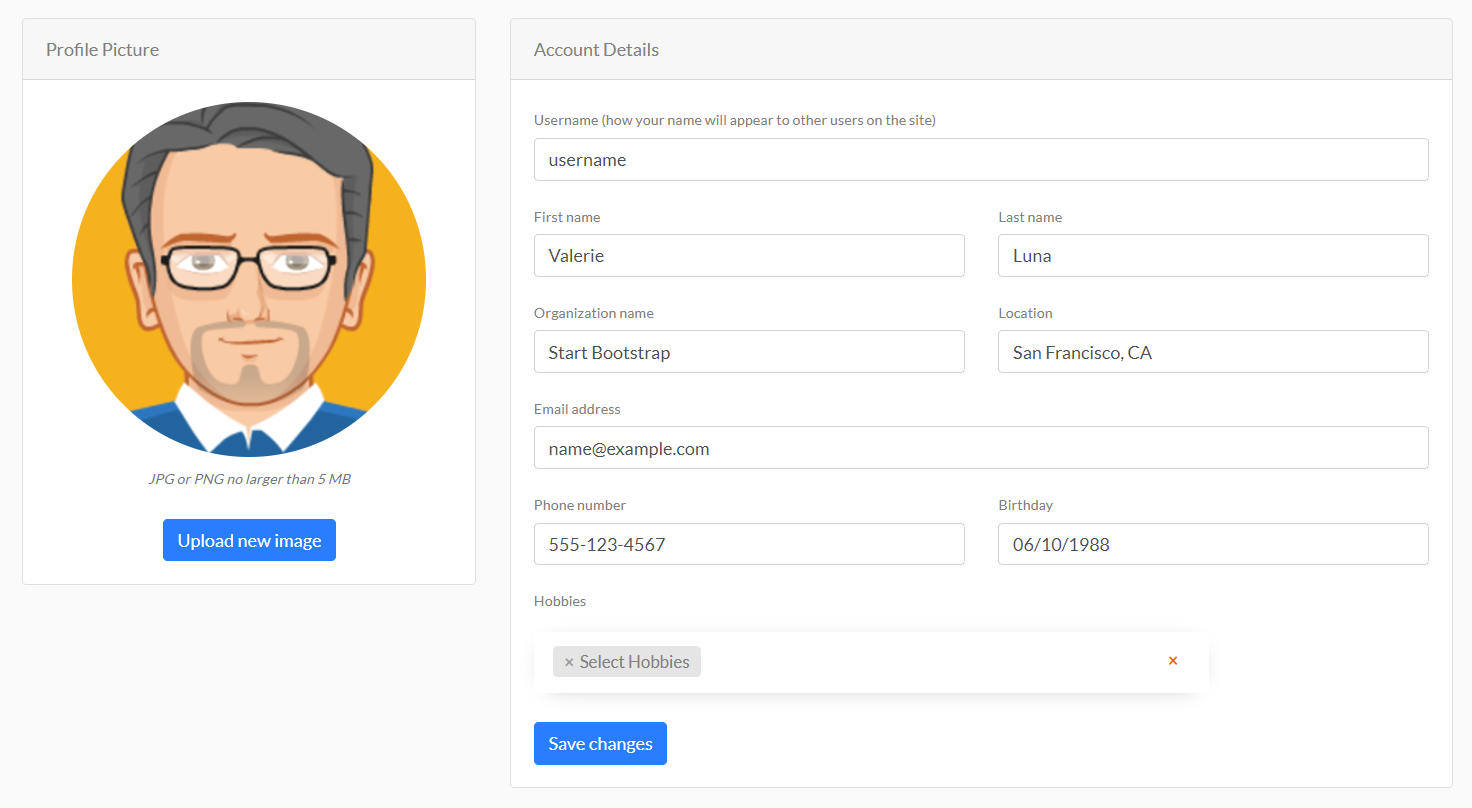 Profile Picture
JPG or PNG no larger than 5 MB
Upload new image
Account Details
Username (how your name will appear to other users on the site)
username
First name
Last name
Valerie
Luna
Organization name
Location
Start Bootstrap
San Francisco, CA
Email address
name@example.com
Phone number
Birthday
555-123-4567
06/10/1988
Hobbies
× Select Hobbies
×
Save changes